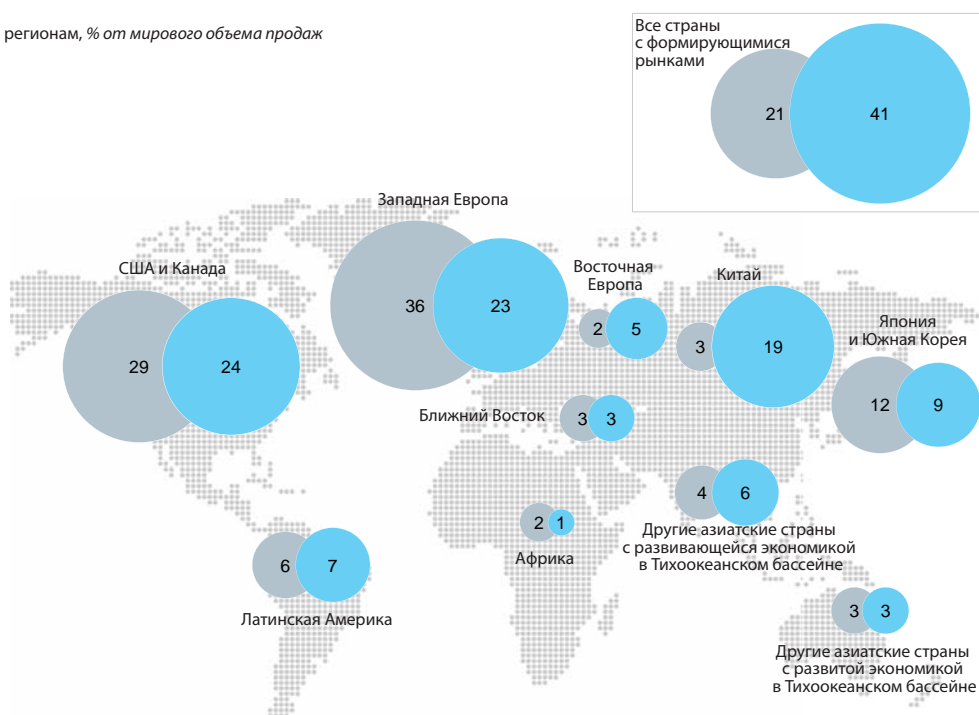 регионам, % от мирового объема продаж
Все страны
с формирующимися
рынками
21
41
Западная Европа
36
23
США и Канада
29
24
Восточная
Европа
2
5
Китай
3
19
Япония
и Южная Корея
12
9
Ближний Восток
3
3
4
6
Другие азиатские страны
с развивающейся экономикой
в Тихоокеанском бассейне
2
1
Африка
6
7
Латинская Америка
3
3
Другие азиатские страны
с развитой экономикой
в Тихоокеанском бассейне